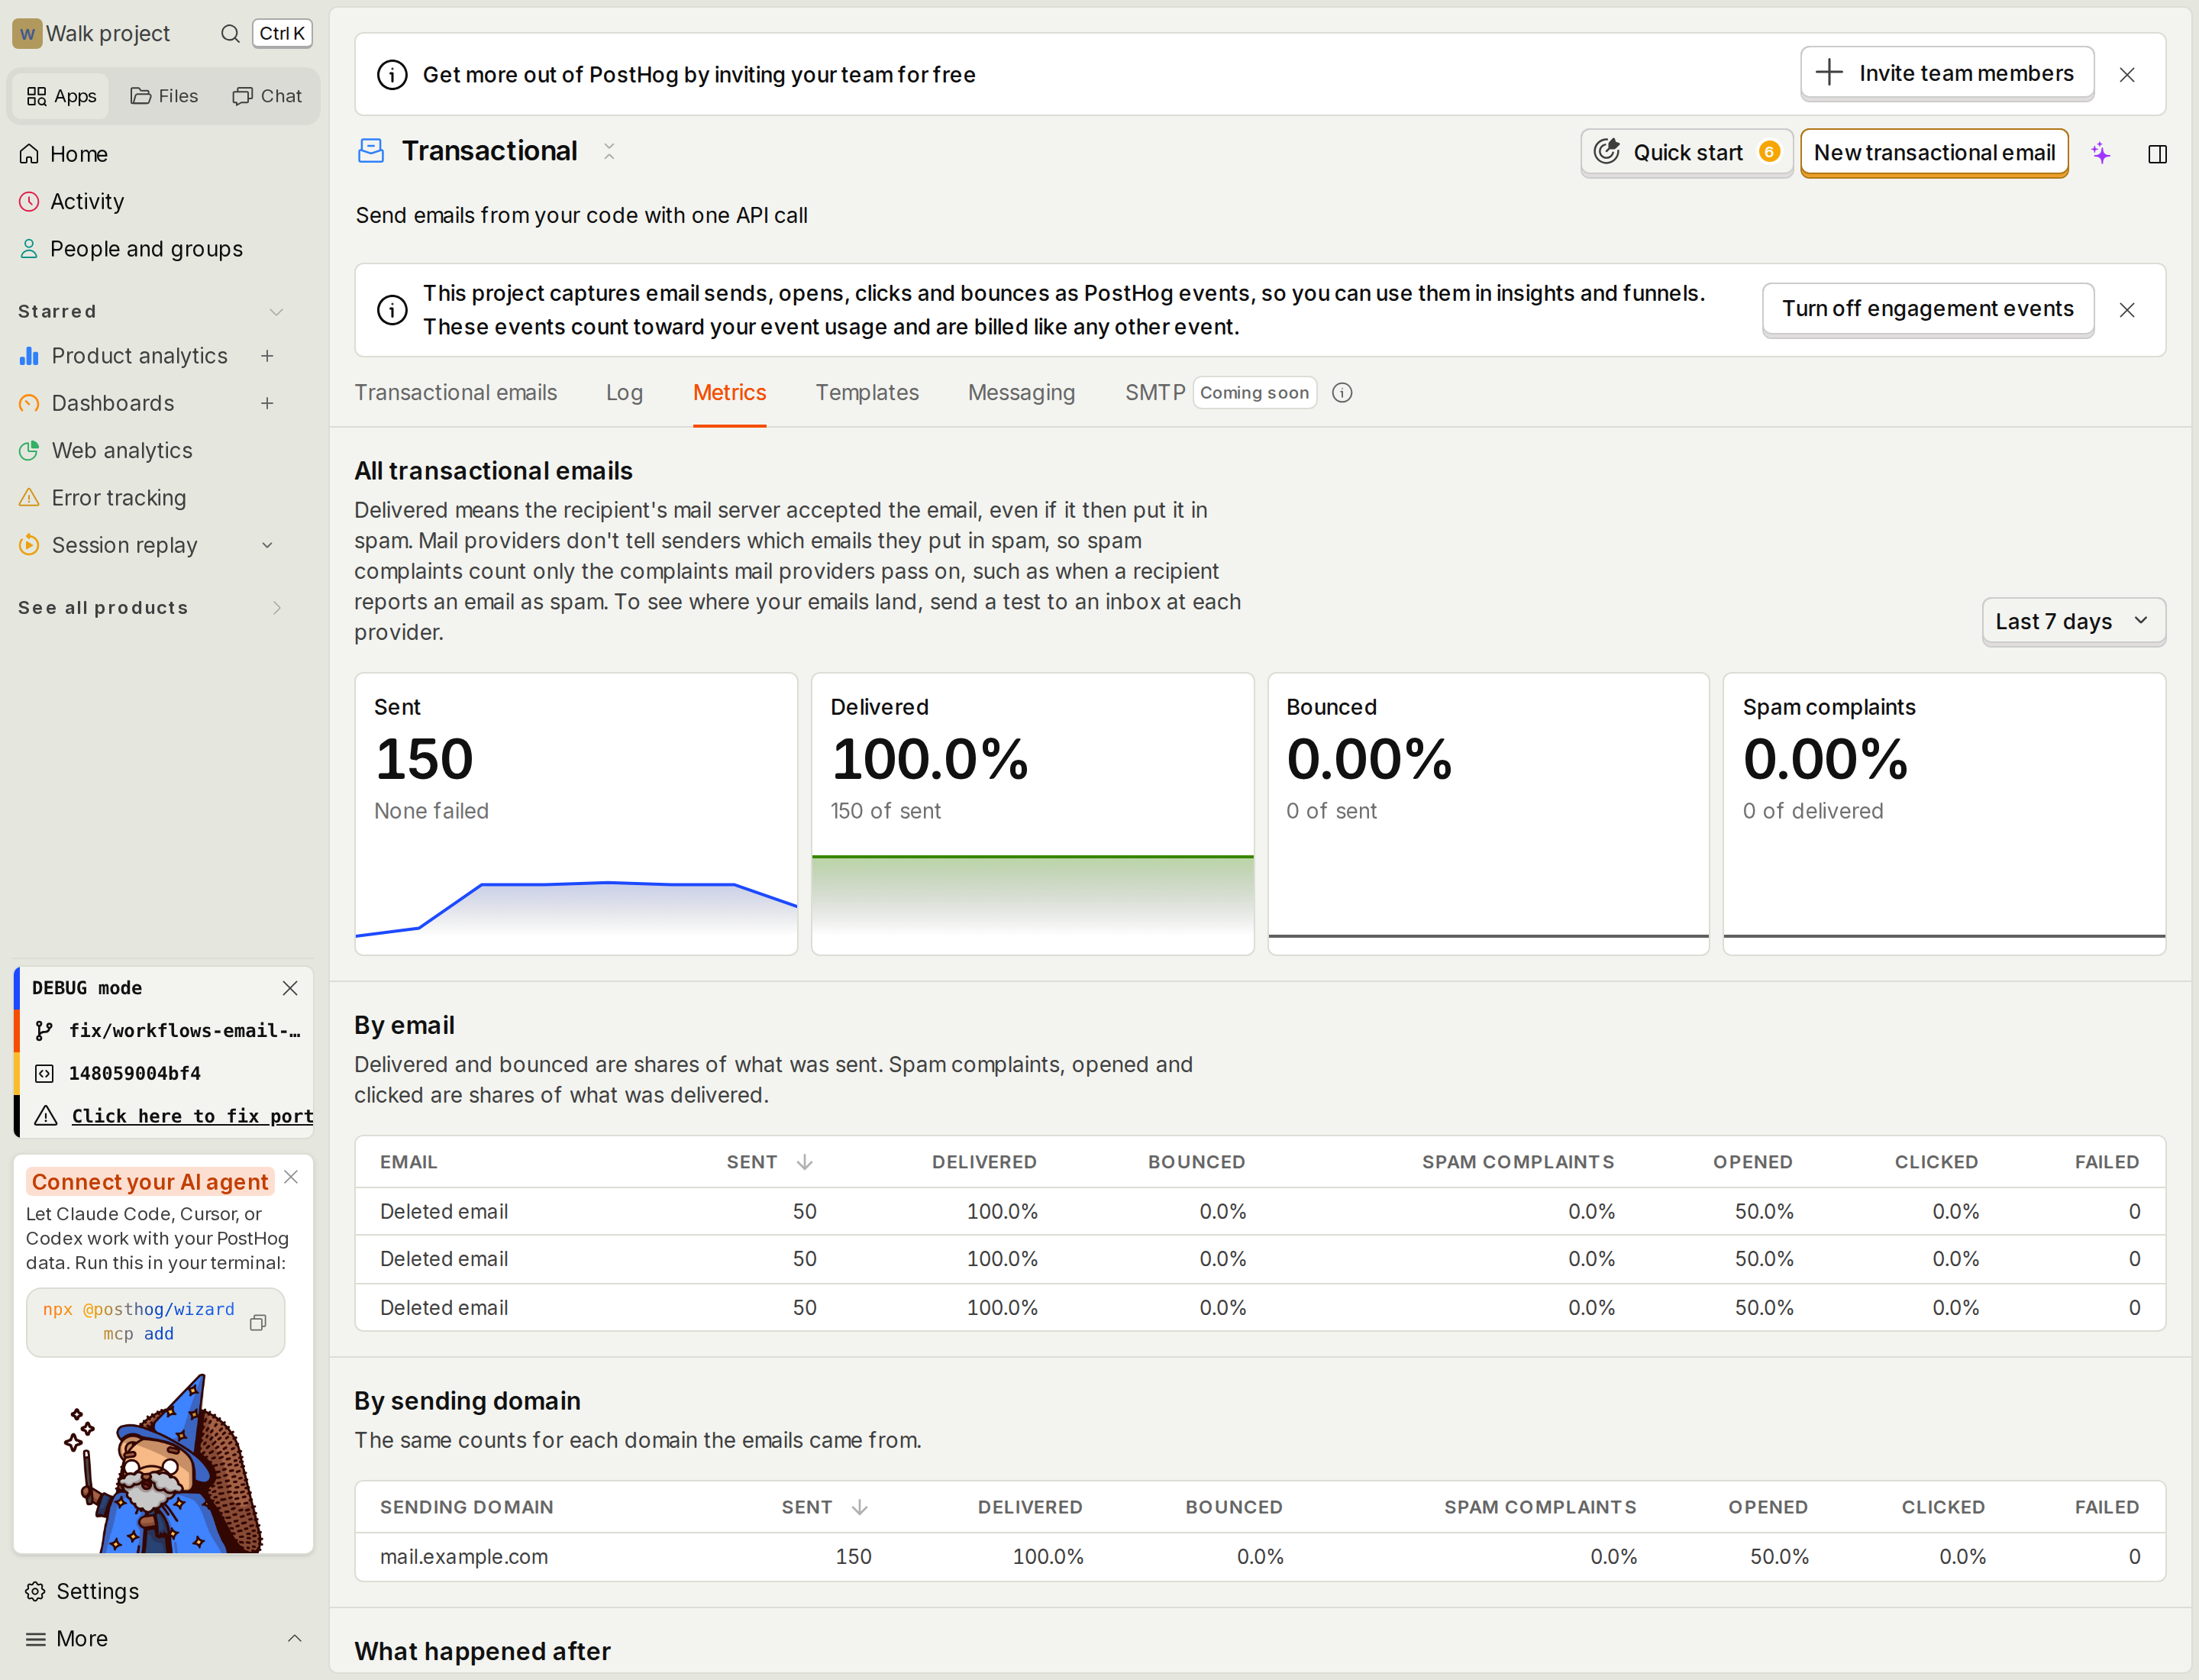 W Walk project Ctrl K
Apps Files Chat
Home
Activity
People and groups
Starred
Product analytics
Dashboards
Web analytics
Error tracking
Session replay
See all products
DEBUG mode
fix/workflows-email-…
148059004bf4
Click here to fix port
Connect your AI agent
Let Claude Code, Cursor, or
Codex work with your PostHog
data. Run this in your terminal:
npx @posthog/wizard
mcp add
Settings
More
Get more out of PostHog by inviting your team for free
Invite team members
Transactional
Quick start 6
New transactional email
Send emails from your code with one API call
This project captures email sends, opens, clicks and bounces as PostHog events, so you can use them in insights and funnels.
These events count toward your event usage and are billed like any other event.
Turn off engagement events
Transactional emails Log Metrics Templates Messaging SMTP Coming soon
All transactional emails
Delivered means the recipient's mail server accepted the email, even if it then put it in
spam. Mail providers don't tell senders which emails they put in spam, so spam
complaints count only the complaints mail providers pass on, such as when a recipient
reports an email as spam. To see where your emails land, send a test to an inbox at each
provider.
Last 7 days
Sent
150
None failed
Delivered
100.0%
150 of sent
Bounced
0.00%
0 of sent
Spam complaints
0.00%
0 of delivered
By email
Delivered and bounced are shares of what was sent. Spam complaints, opened and
clicked are shares of what was delivered.
EMAIL SENT DELIVERED BOUNCED SPAM COMPLAINTS OPENED CLICKED FAILED
Deleted email 50 100.0% 0.0% 0.0% 50.0% 0.0% 0
Deleted email 50 100.0% 0.0% 0.0% 50.0% 0.0% 0
Deleted email 50 100.0% 0.0% 0.0% 50.0% 0.0% 0
By sending domain
The same counts for each domain the emails came from.
SENDING DOMAIN SENT DELIVERED BOUNCED SPAM COMPLAINTS OPENED CLICKED FAILED
mail.example.com 150 100.0% 0.0% 0.0% 50.0% 0.0% 0
What happened after